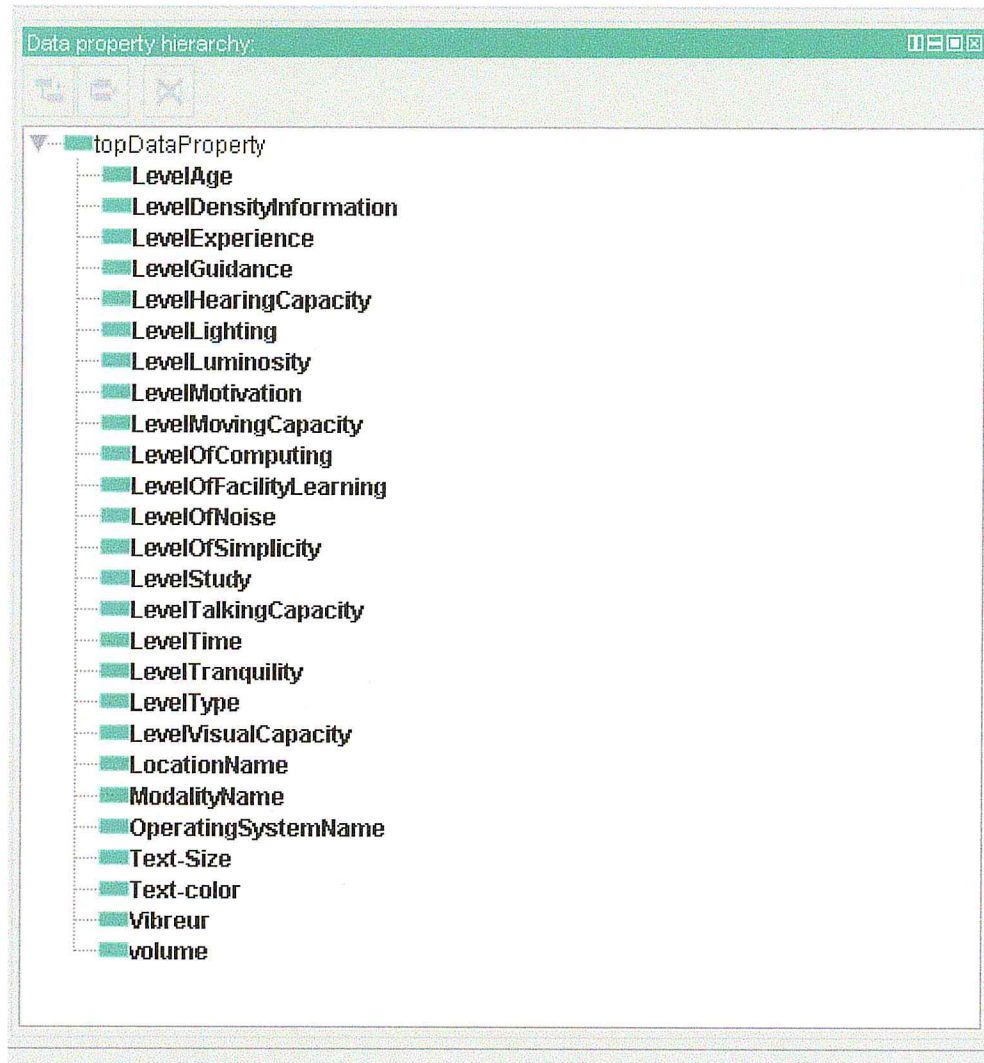 Data property hierarchy:
topDataProperty
LevelAge
LevelDensityInformation
LevelExperience
LevelGuidance
LevelHearingCapacity
LevelLighting
LevelLuminosity
LevelMotivation
LevelMovingCapacity
LevelOfComputing
LevelOfFacilityLearning
LevelOfNoise
LevelOfSimplicity
LevelStudy
LevelTalkingCapacity
LevelTime
LevelTranquility
LevelType
LevelVisualCapacity
LocationName
ModalityName
OperatingSystemName
Text-Size
Text-color
Vibreur
volume